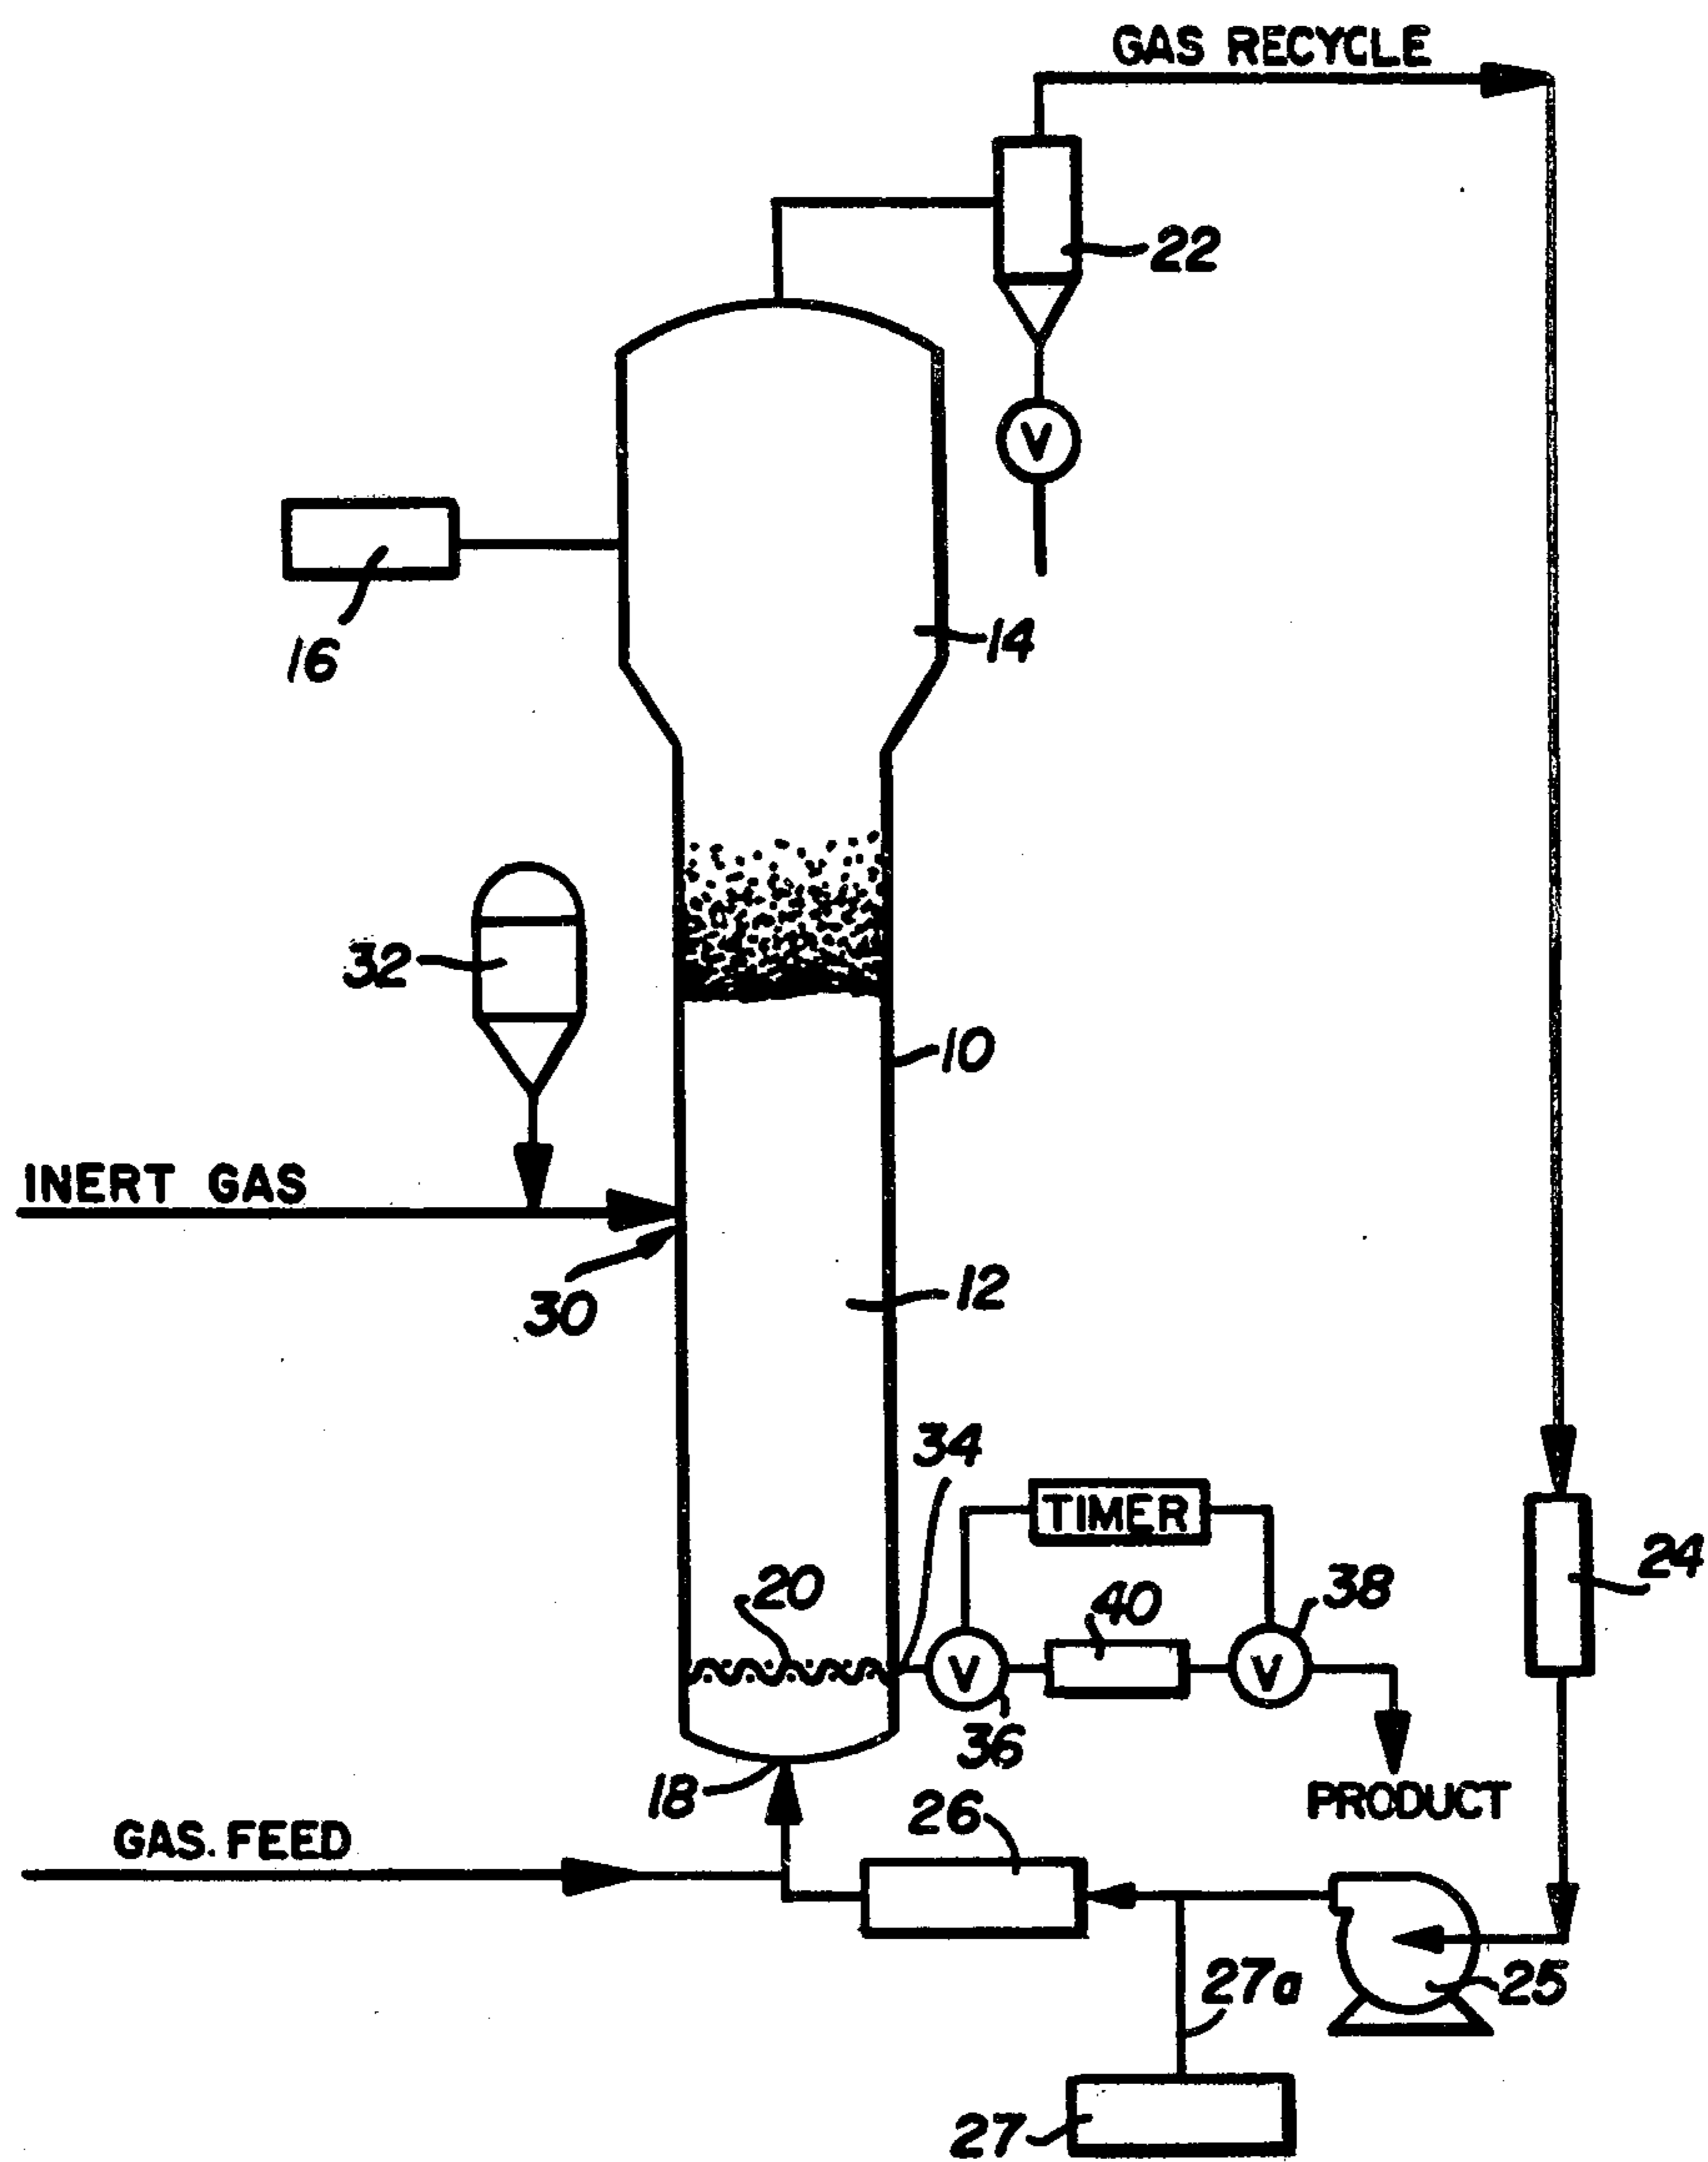 GAS RECYCLE
22
V
16
14
32
10
INERT GAS
30
12
34
TIMER
24
20
40
38
V
V
36
18
PRODUCT
26
GAS. FEED
27a
25
27